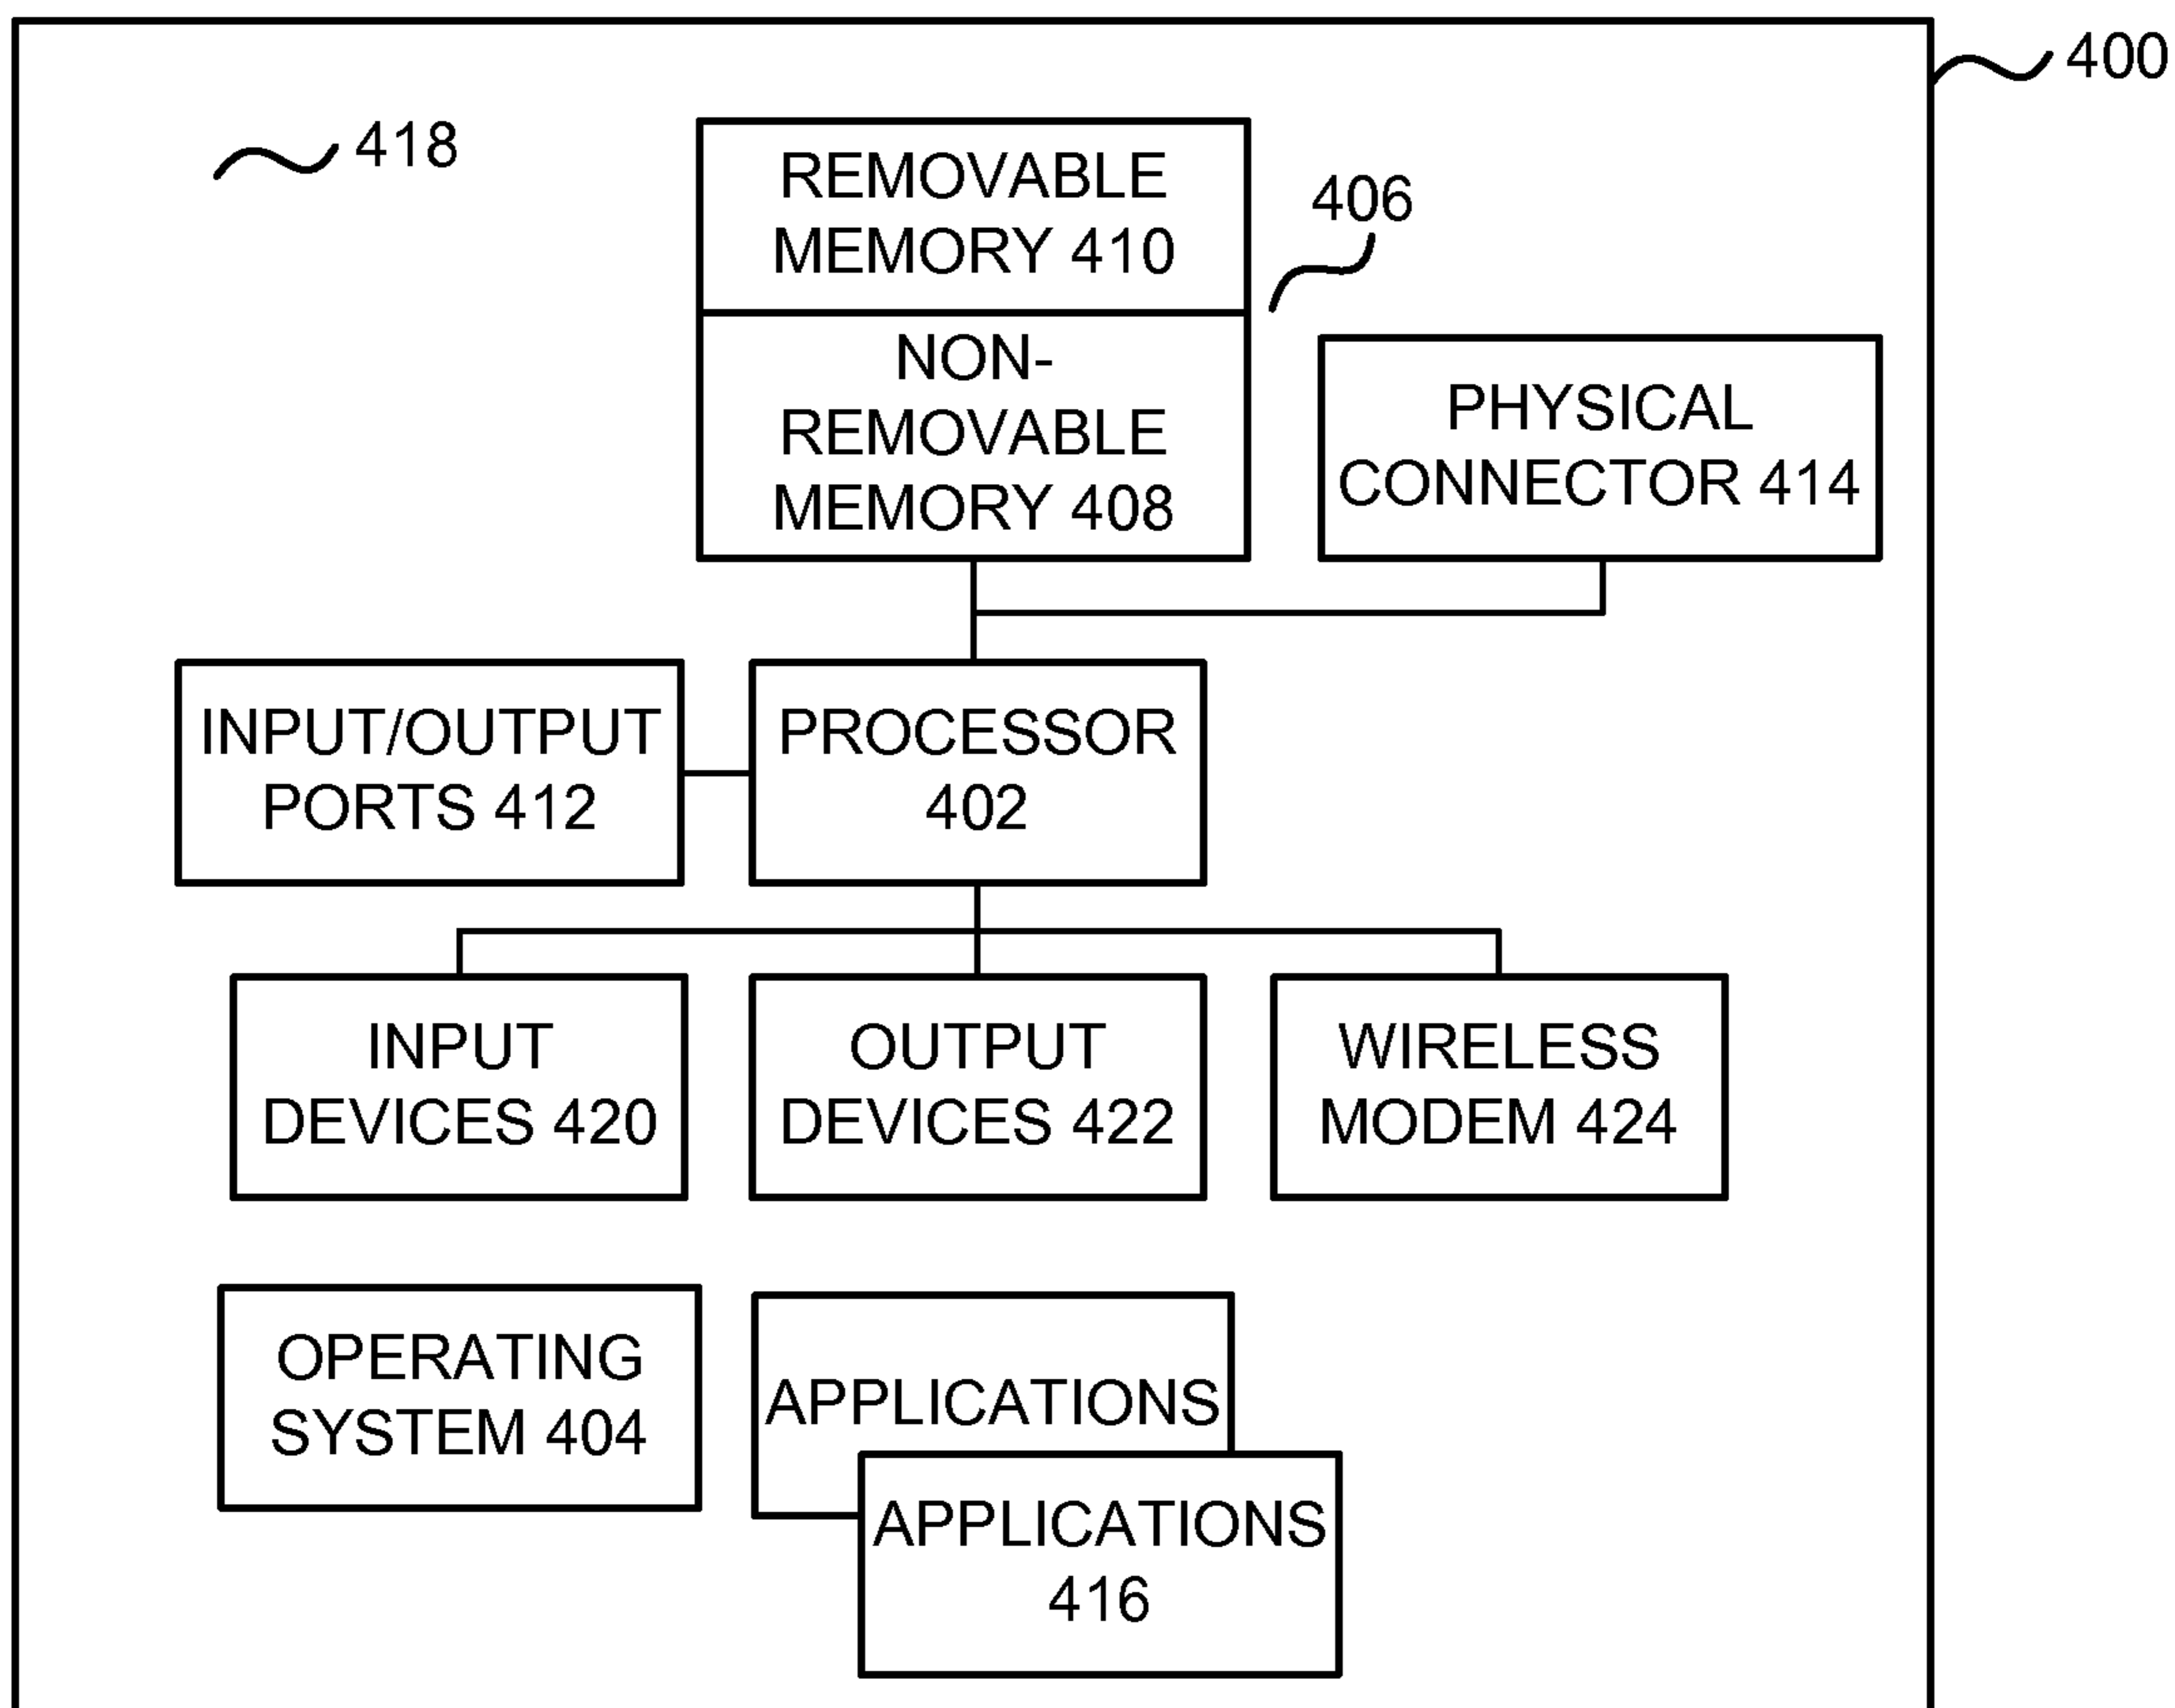 400
418
REMOVABLE
MEMORY 410
406
NON-
REMOVABLE
MEMORY 408
PHYSICAL
CONNECTOR 414
INPUT/OUTPUT
PORTS 412
PROCESSOR
402
INPUT
DEVICES 420
OUTPUT
DEVICES 422
WIRELESS
MODEM 424
OPERATING
SYSTEM 404
APPLICATIONS
APPLICATIONS
416